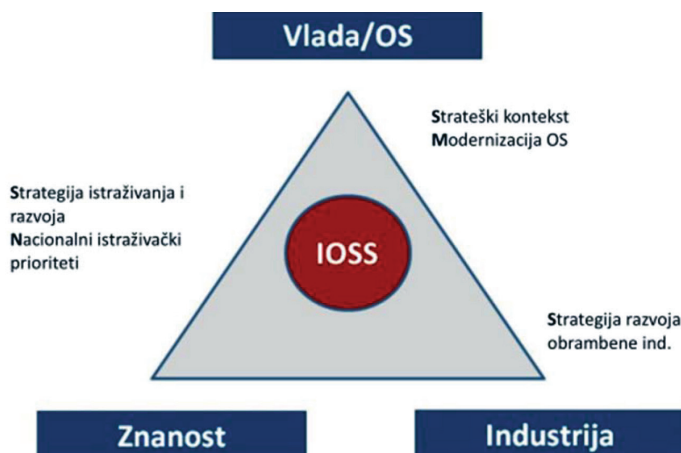 Vlada/OS
Strateški kontekst
Modernizacija OS
Strategija istraživanja i
razvoja
Nacionalni istraživački
prioriteti
IOSS
Strategija razvoja
obrambene ind.
Znanost
Industrija